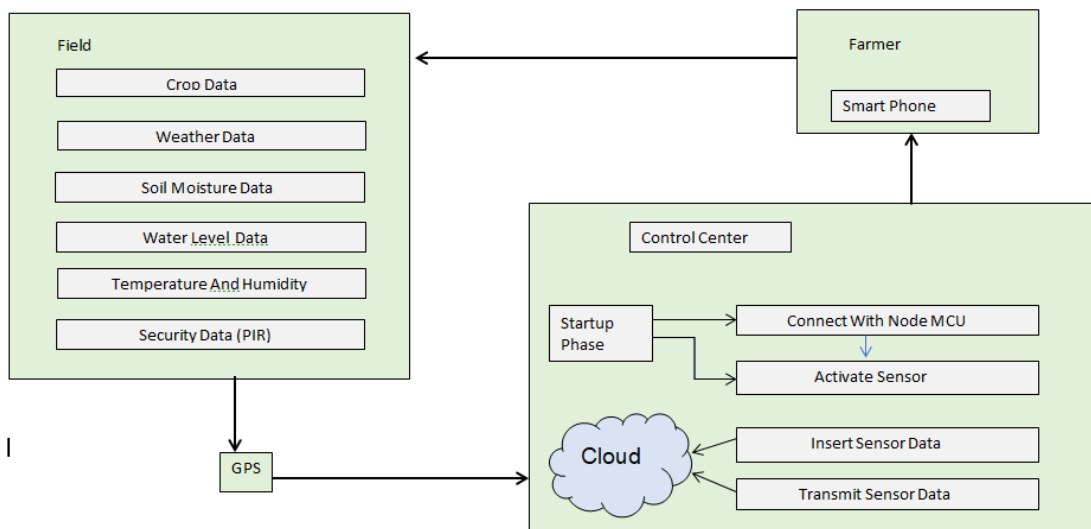 Field
Crop Data
Weather Data
Soil Moisture Data
Water Level Data
Temperature And Humidity
Security Data (PIR)
GPS
Farmer
Smart Phone
Control Center
Startup
Phase
Connect With Node MCU
Activate Sensor
Cloud
Insert Sensor Data
Transmit Sensor Data